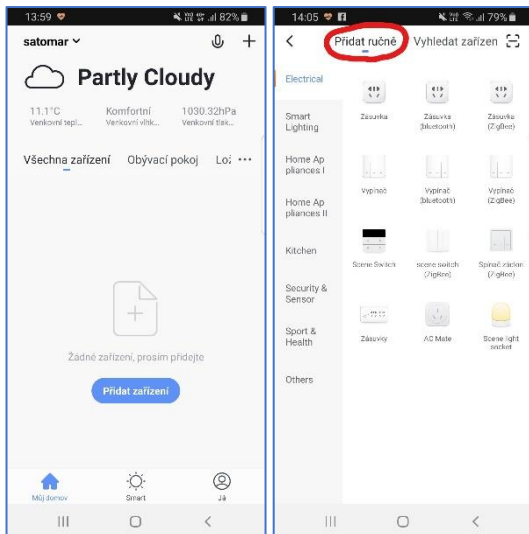 13:59
82%
satomar
+
Partly Cloudy
11.1°C Komfortní 1030.32hPa
Venkovní tepl... Venkovní vlhk... Venkovní tlak...
Všechna zařízení Obývací pokoj Lož ...
Žádné zařízení, prosím přidejte
Přidat zařízení
Můj domov Smart Já
14:05
79%
Přidat ručně Vyhledat zařízen
Electrical
Smart
Lighting
Home Ap
pliances I
Home Ap
pliances II
Kitchen
Security &
Sensor
Sport &
Health
Others
Zásuvka Zásuvka Zásuvka
(bluetooth) (ZigBee)
Vypínač Vypínač Vypínač
(bluetooth) (ZigBee)
Scene Switch scene switch Spínač záclon
(ZigBee) (ZigBee)
Zásuvky AC Mate Scene light
socket